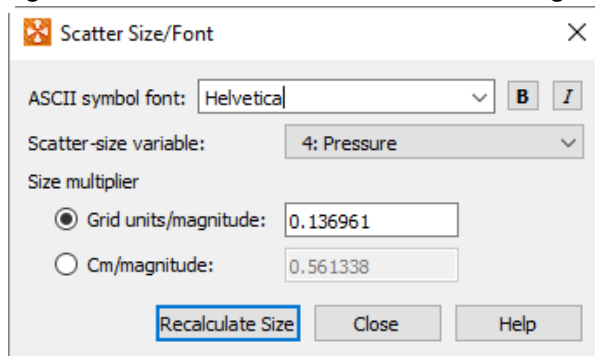 Scatter Size/Font
ASCII symbol font: Helvetica B I
Scatter-size variable: 4: Pressure
Size multiplier
Grid units/magnitude: 0.136961
Cm/magnitude: 0.561338
Recalculate Size Close Help